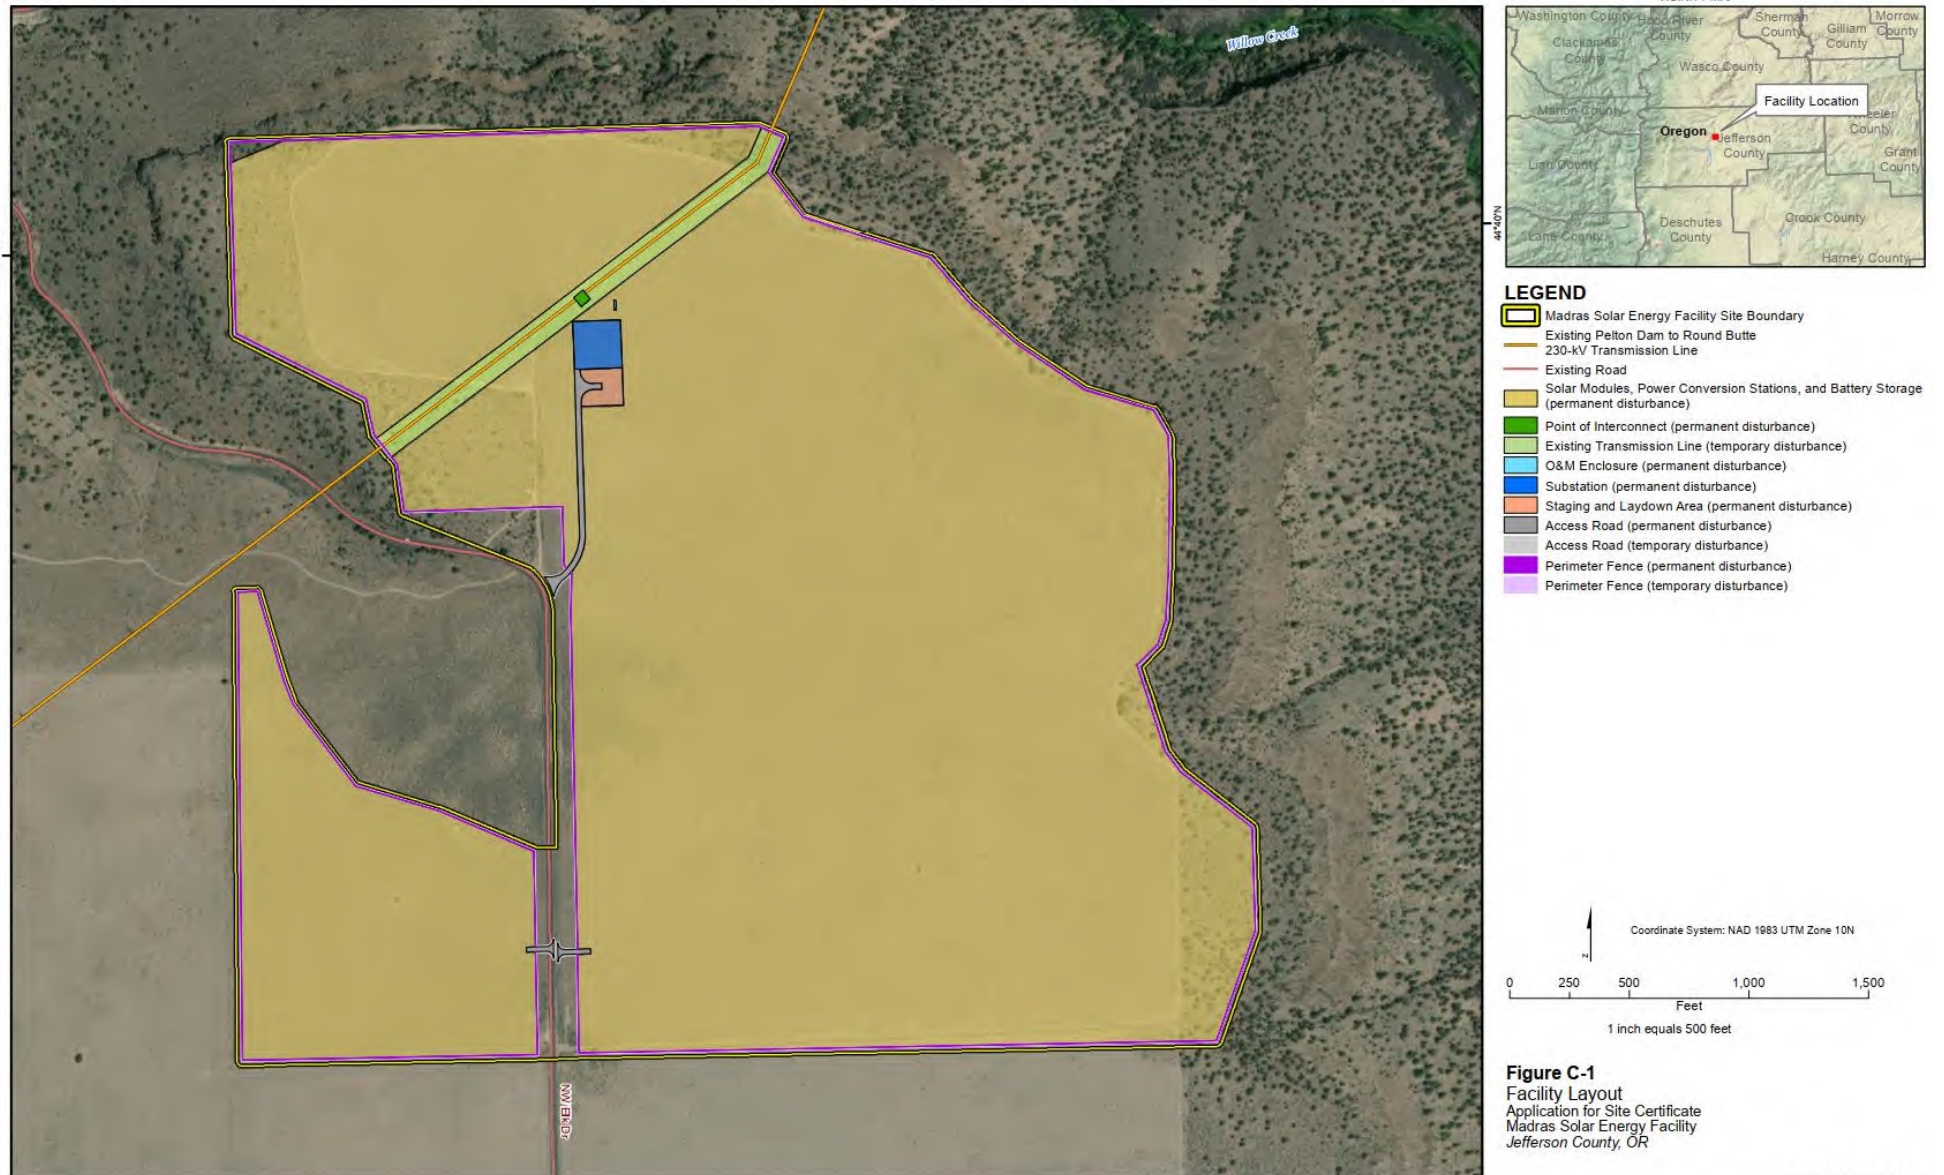 Willow Creek
NW Elk Dr
44°40'N
Washington County
Hood River
County
Sherman
County
Gilliam
County
Morrow
County
Clackamas
County
Wasco County
Marion County
Facility Location
Wheeler
County
Oregon
Jefferson
County
Linn County
Grant
County
Deschutes
County
Crook County
Lane County
Harney County
LEGEND
Madras Solar Energy Facility Site Boundary
Existing Pelton Dam to Round Butte
230-kV Transmission Line
Existing Road
Solar Modules, Power Conversion Stations, and Battery Storage
(permanent disturbance)
Point of Interconnect (permanent disturbance)
Existing Transmission Line (temporary disturbance)
O&M Enclosure (permanent disturbance)
Substation (permanent disturbance)
Staging and Laydown Area (permanent disturbance)
Access Road (permanent disturbance)
Access Road (temporary disturbance)
Perimeter Fence (permanent disturbance)
Perimeter Fence (temporary disturbance)
z
Coordinate System: NAD 1983 UTM Zone 10N
0 250 500 1,000 1,500
Feet
1 inch equals 500 feet
Figure C-1
Facility Layout
Application for Site Certificate
Madras Solar Energy Facility
Jefferson County, OR